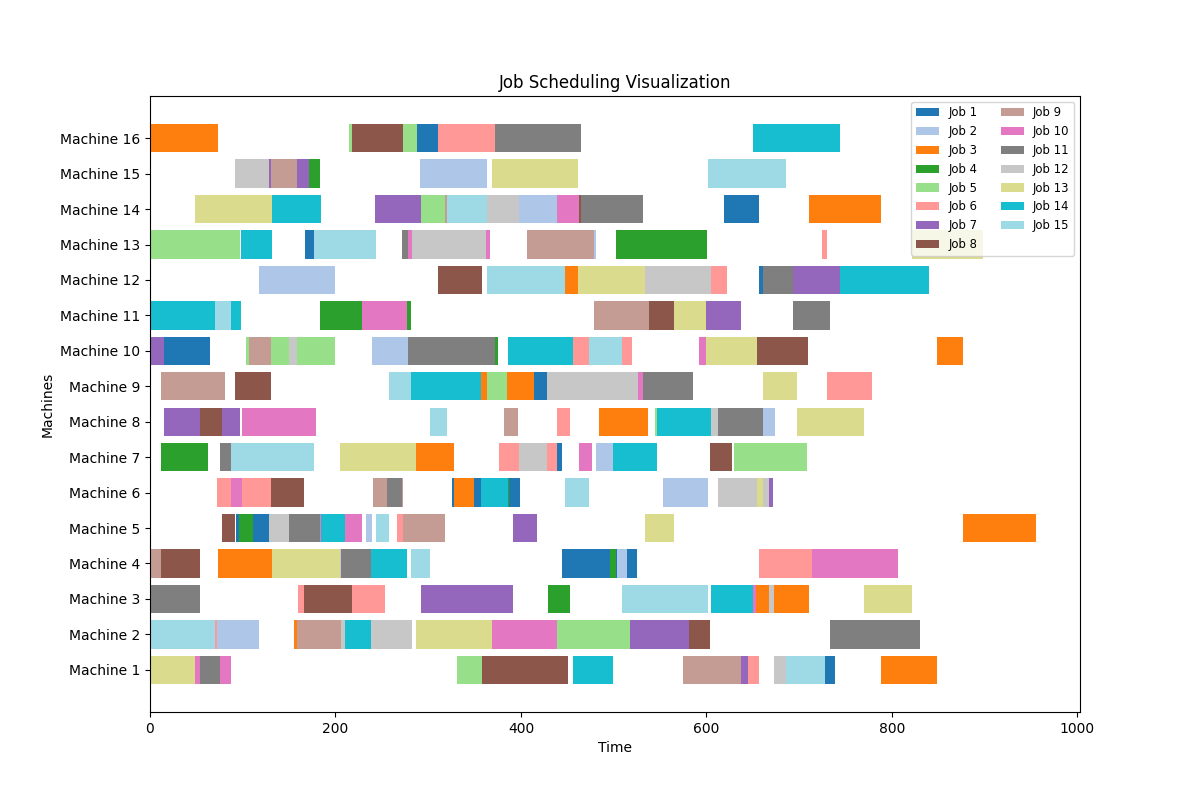 Job Scheduling Visualization
Machines
Machine 16
Machine 15
Machine 14
Machine 13
Machine 12
Machine 11
Machine 10
Machine 9
Machine 8
Machine 7
Machine 6
Machine 5
Machine 4
Machine 3
Machine 2
Machine 1
Job 1
Job 2
Job 3
Job 4
Job 5
Job 6
Job 7
Job 8
Job 9
Job 10
Job 11
Job 12
Job 13
Job 14
Job 15
0 200 400 600 800 1000
Time